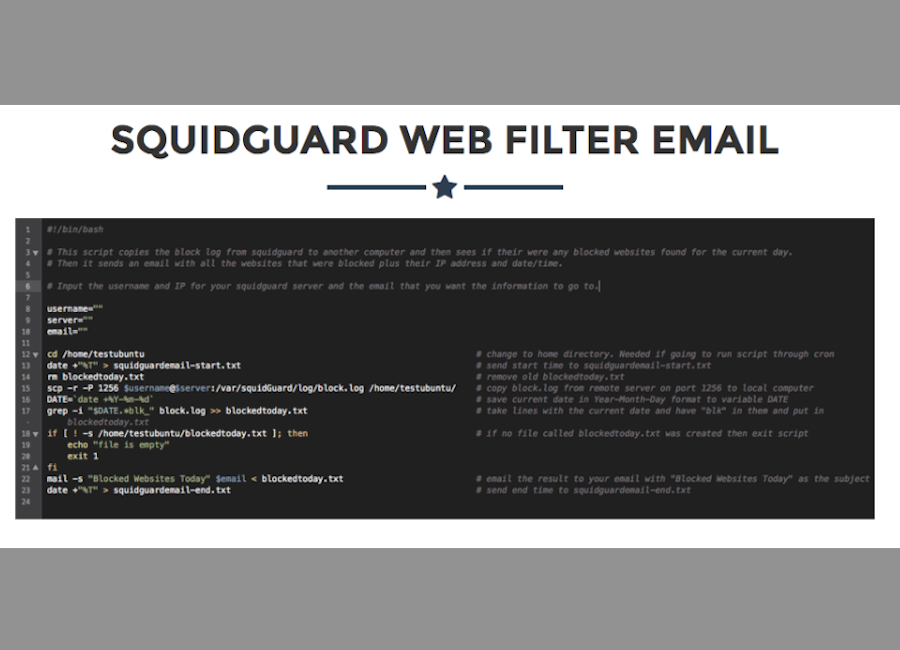 SQUIDGUARD WEB FILTER EMAIL
1 #!/bin/bash
2
3 # This script copies the block log from squidguard to another computer and then sees if their were any blocked websites found for the current day.
4 # Then it sends an email with all the websites that were blocked plus their IP address and date/time.
5
6 # Input the username and IP for your squidguard server and the email that you want the information to go to.
7
8 username=""
9 server=""
10 email=""
11
12 cd /home/testubuntu # change to home directory. Needed if going to run script through cron
13 date +"%T" > squidguardemail-start.txt # send start time to squidguardemail-start.txt
14 rm blockedtoday.txt # remove old blockedtoday.txt
15 scp -r -P 1256 $username@$server:/var/squidGuard/log/block.log /home/testubuntu/ # copy block.log from remote server on port 1256 to local computer
16 DATE=`date +%Y-%m-%d` # save current date in Year-Month-Day format to variable DATE
17 grep -i "$DATE.*blk_" block.log >> blockedtoday.txt # take lines with the current date and have "blk" in them and put in
blockedtoday.txt
18 if [ ! -s /home/testubuntu/blockedtoday.txt ]; then # if no file called blockedtoday.txt was created then exit script
19 echo "file is empty"
20 exit 1
21 fi
22 mail -s "Blocked Websites Today" $email < blockedtoday.txt # email the result to your email with "Blocked Websites Today" as the subject
23 date +"%T" > squidguardemail-end.txt # send end time to squidguardemail-end.txt
24